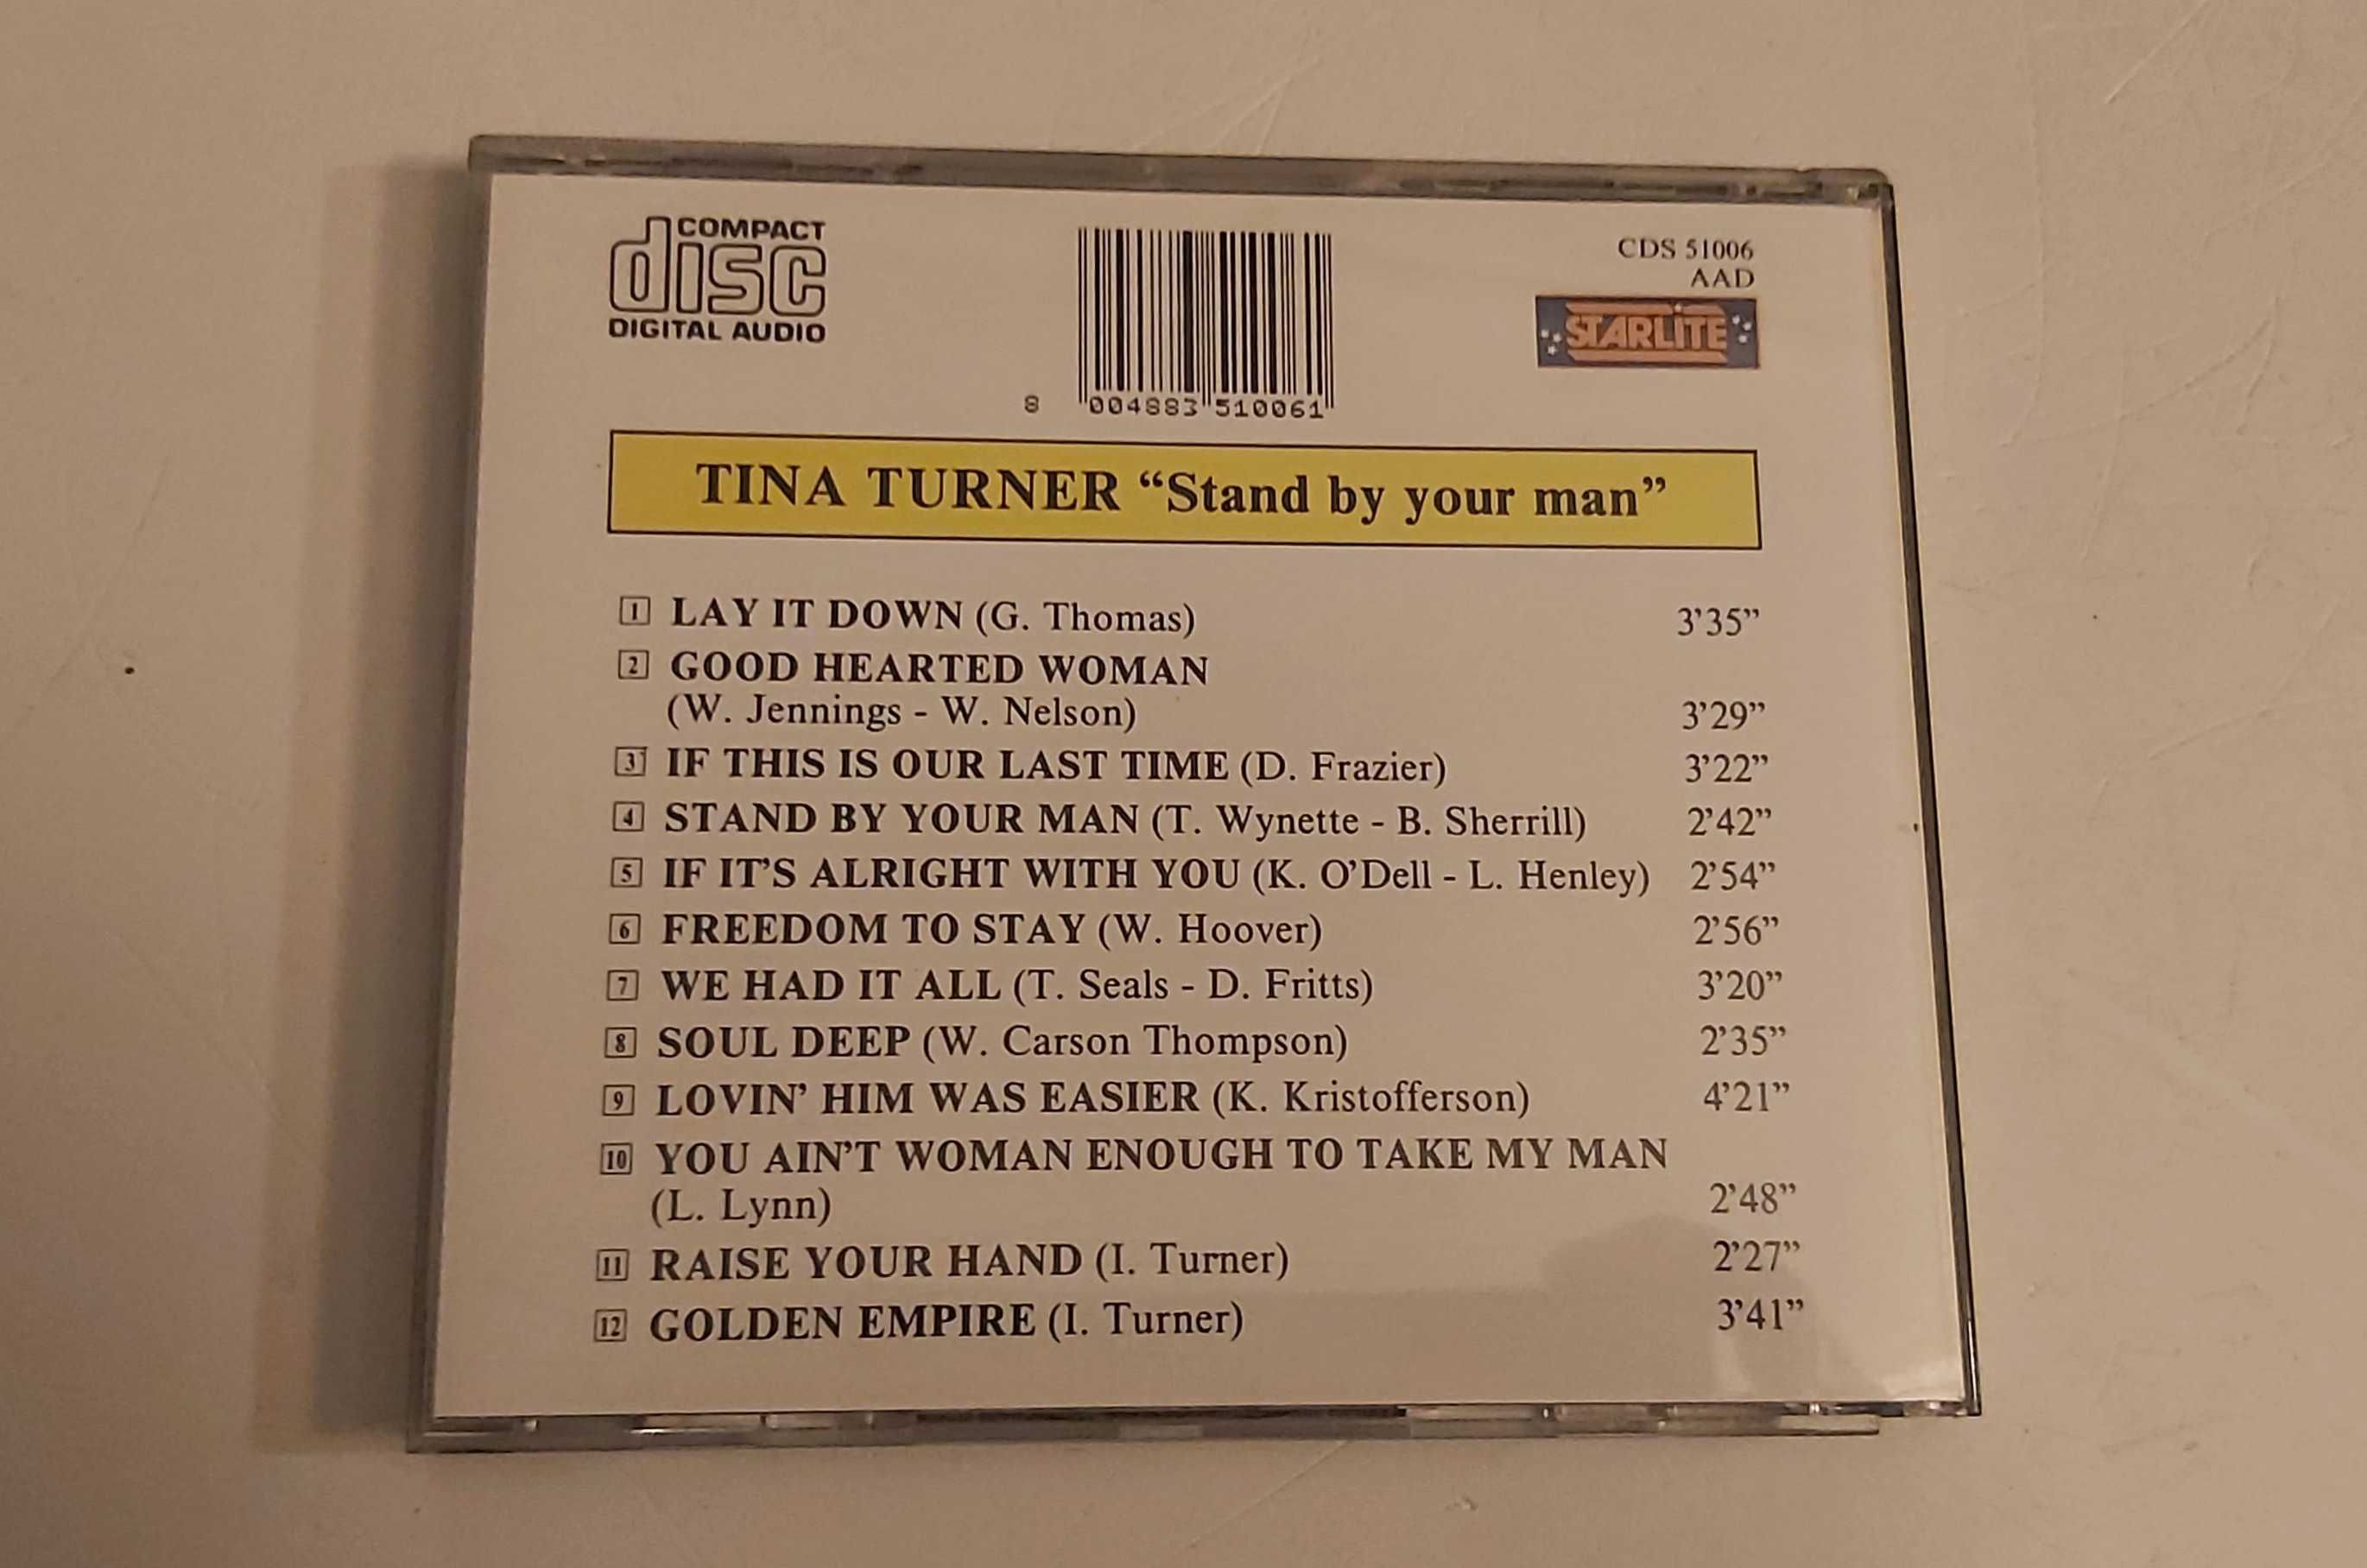 COMPACT
disc
DIGITAL AUDIO
8 004883 510061
CDS 51006
AAD
STARLITE
TINA TURNER “Stand by your man”
1 LAY IT DOWN (G. Thomas) 3’35”
2 GOOD HEARTED WOMAN
(W. Jennings - W. Nelson) 3’29”
3 IF THIS IS OUR LAST TIME (D. Frazier) 3’22”
4 STAND BY YOUR MAN (T. Wynette - B. Sherrill) 2’42”
5 IF IT’S ALRIGHT WITH YOU (K. O’Dell - L. Henley) 2’54”
6 FREEDOM TO STAY (W. Hoover) 2’56”
7 WE HAD IT ALL (T. Seals - D. Fritts) 3’20”
8 SOUL DEEP (W. Carson Thompson) 2’35”
9 LOVIN’ HIM WAS EASIER (K. Kristofferson) 4’21”
10 YOU AIN’T WOMAN ENOUGH TO TAKE MY MAN
(L. Lynn) 2’48”
11 RAISE YOUR HAND (I. Turner) 2’27”
12 GOLDEN EMPIRE (I. Turner) 3’41”